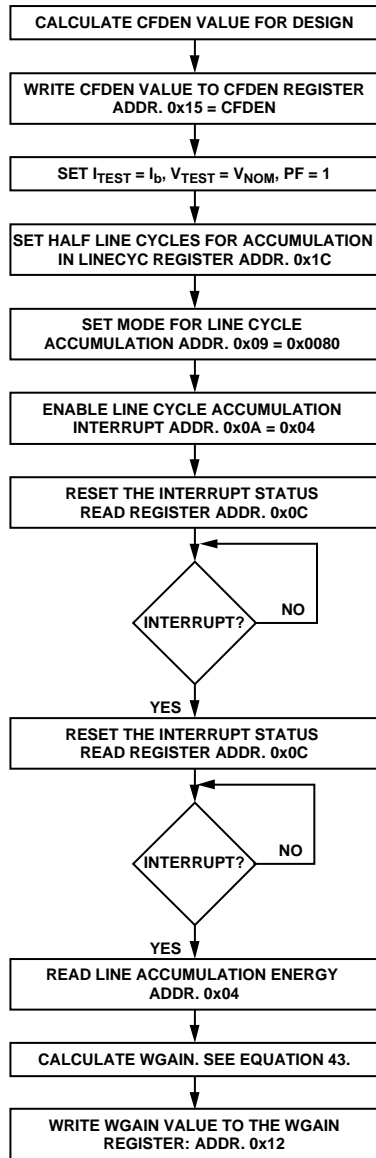 CALCULATE CFDEN VALUE FOR DESIGN
WRITE CFDEN VALUE TO CFDEN REGISTER
ADDR. 0x15 = CFDEN
SET I_TEST = I_b, V_TEST = V_NOM, PF = 1
SET HALF LINE CYCLES FOR ACCUMULATION
IN LINECYC REGISTER ADDR. 0x1C
SET MODE FOR LINE CYCLE
ACCUMULATION ADDR. 0x09 = 0x0080
ENABLE LINE CYCLE ACCUMULATION
INTERRUPT ADDR. 0x0A = 0x04
RESET THE INTERRUPT STATUS
READ REGISTER ADDR. 0x0C
INTERRUPT?
NO
YES
RESET THE INTERRUPT STATUS
READ REGISTER ADDR. 0x0C
INTERRUPT?
NO
YES
READ LINE ACCUMULATION ENERGY
ADDR. 0x04
CALCULATE WGAIN. SEE EQUATION 43.
WRITE WGAIN VALUE TO THE WGAIN
REGISTER: ADDR. 0x12